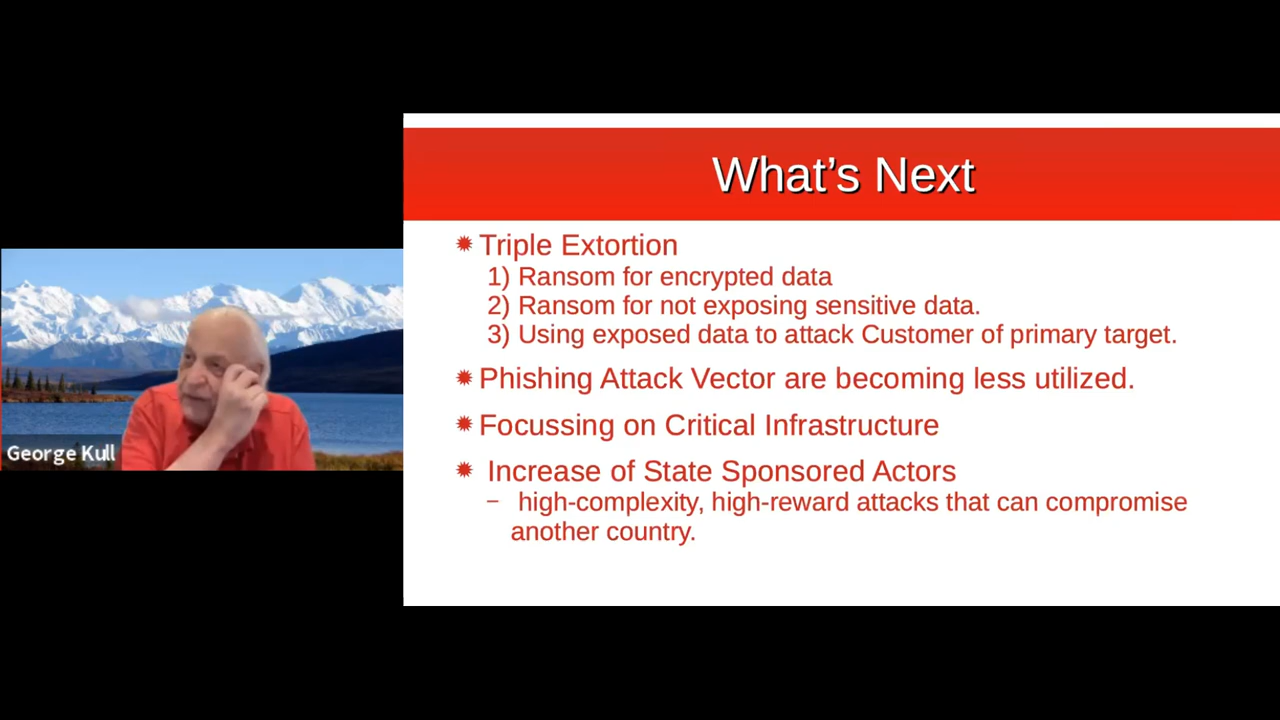 What's Next
Triple Extortion
1) Ransom for encrypted data
2) Ransom for not exposing sensitive data.
3) Using exposed data to attack Customer of primary target.
Phishing Attack Vector are becoming less utilized.
Focussing on Critical Infrastructure
Increase of State Sponsored Actors
– high-complexity, high-reward attacks that can compromise
another country.
George Kull